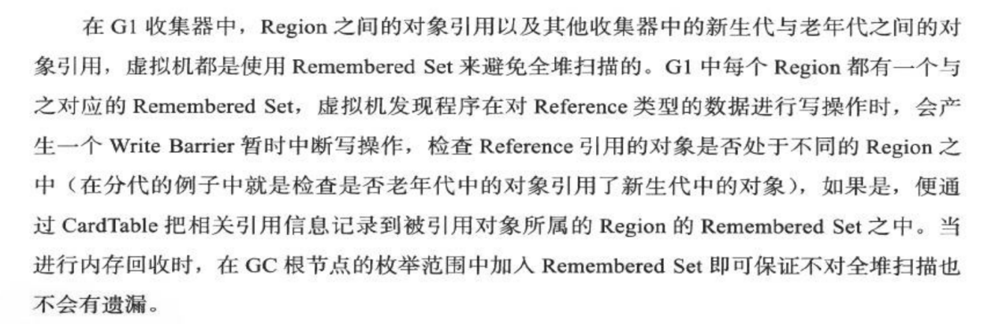 在 G1 收集器中，Region 之间的对象引用以及其他收集器中的新生代与老年代之间的对
象引用，虚拟机都是使用 Remembered Set 来避免全堆扫描的。G1 中每个 Region 都有一个与
之对应的 Remembered Set，虚拟机发现程序在对 Reference 类型的数据进行写操作时，会产
生一个 Write Barrier 暂时中断写操作，检查 Reference 引用的对象是否处于不同的 Region 之
中（在分代的例子中就是检查是否老年代中的对象引用了新生代中的对象），如果是，便通
过 CardTable 把相关引用信息记录到被引用对象所属的 Region 的 Remembered Set 之中。当
进行内存回收时，在 GC 根节点的枚举范围中加入 Remembered Set 即可保证不对全堆扫描也
不会有遗漏。